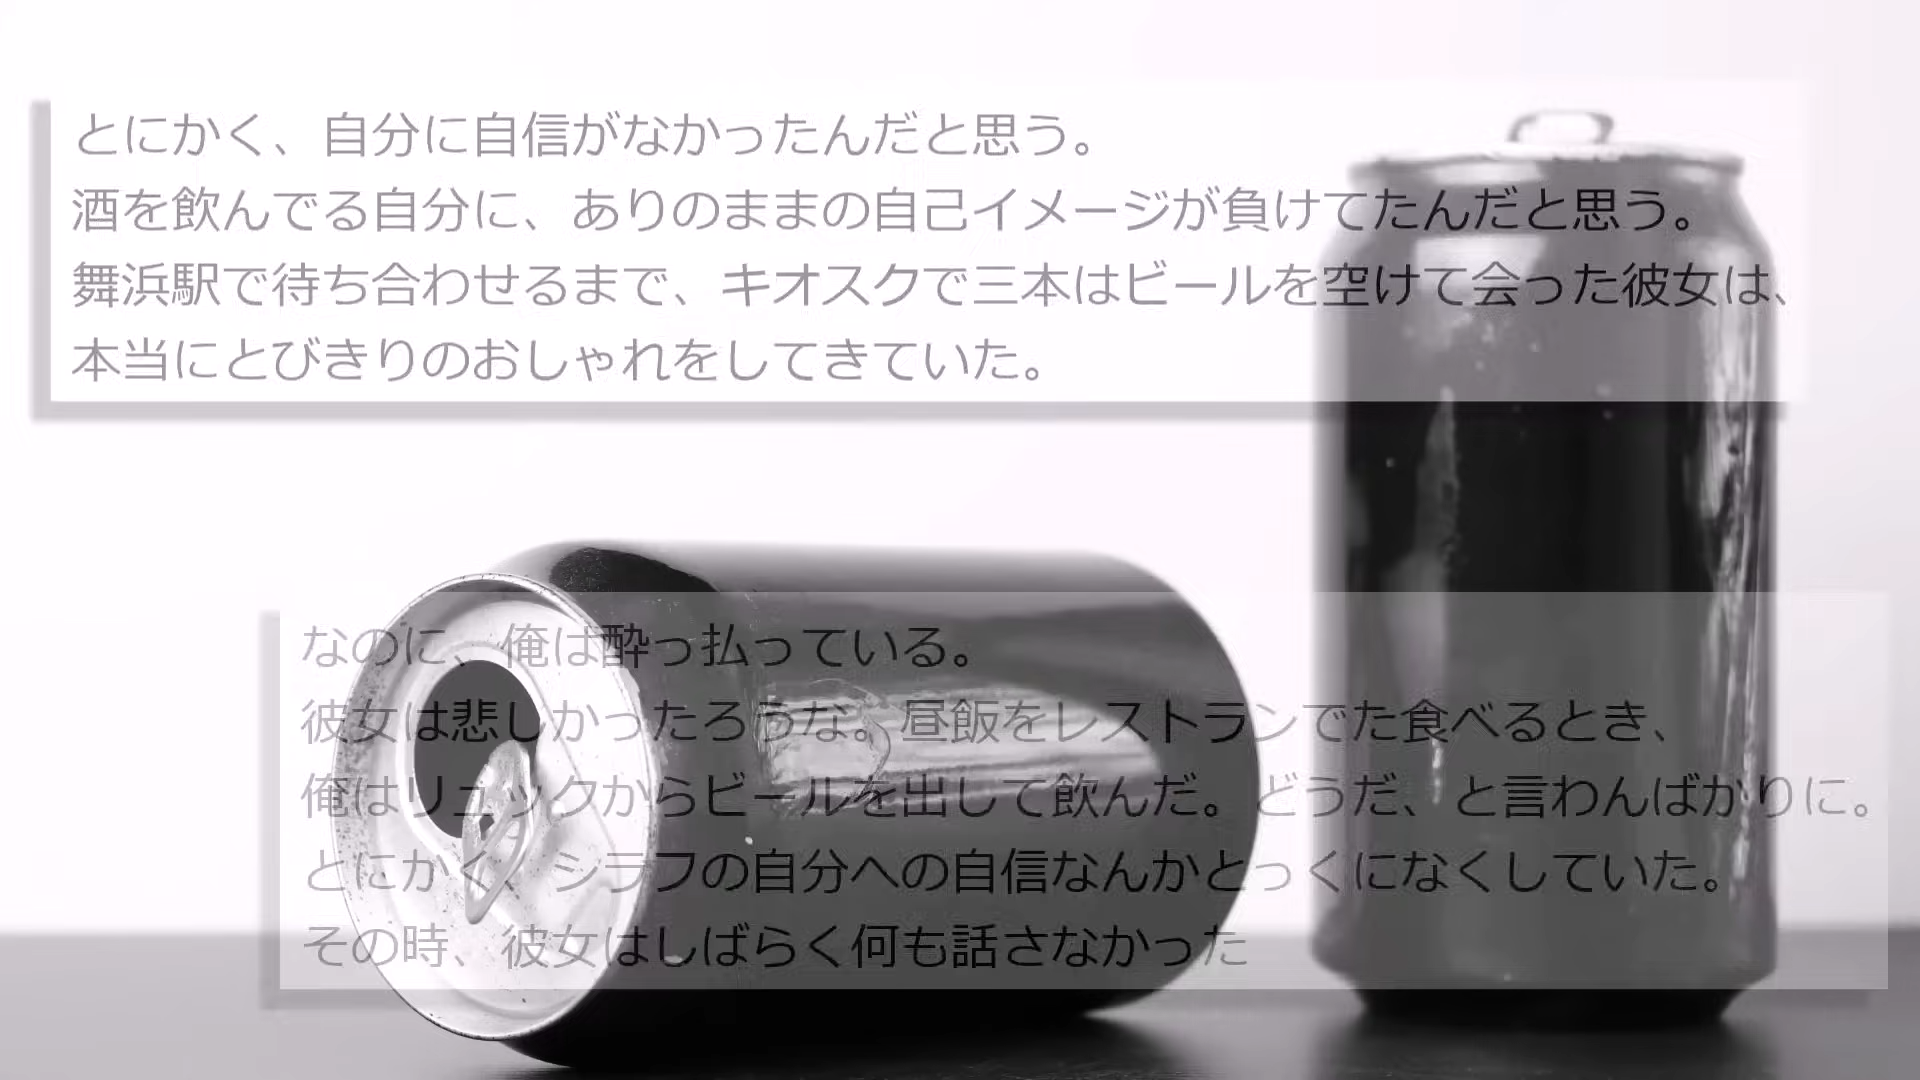 とにかく、自分に自信がなかったんだと思う。
酒を飲んでる自分に、ありのままの自己イメージが負けてたんだと思う。
舞浜駅で待ち合わせるまで、キオスクで三本はビールを空けて会った彼女は、
本当にとびきりのおしゃれをしてきていた。
なのに、俺は酔っ払っている。
彼女は悲しかったろうな。昼飯をレストランでた食べるとき、
俺はリュックからビールを出して飲んだ。どうだ、と言わんばかりに。
とにかく、シラフの自分への自信なんかとっくになくしていた。
その時、彼女はしばらく何も話さなかった